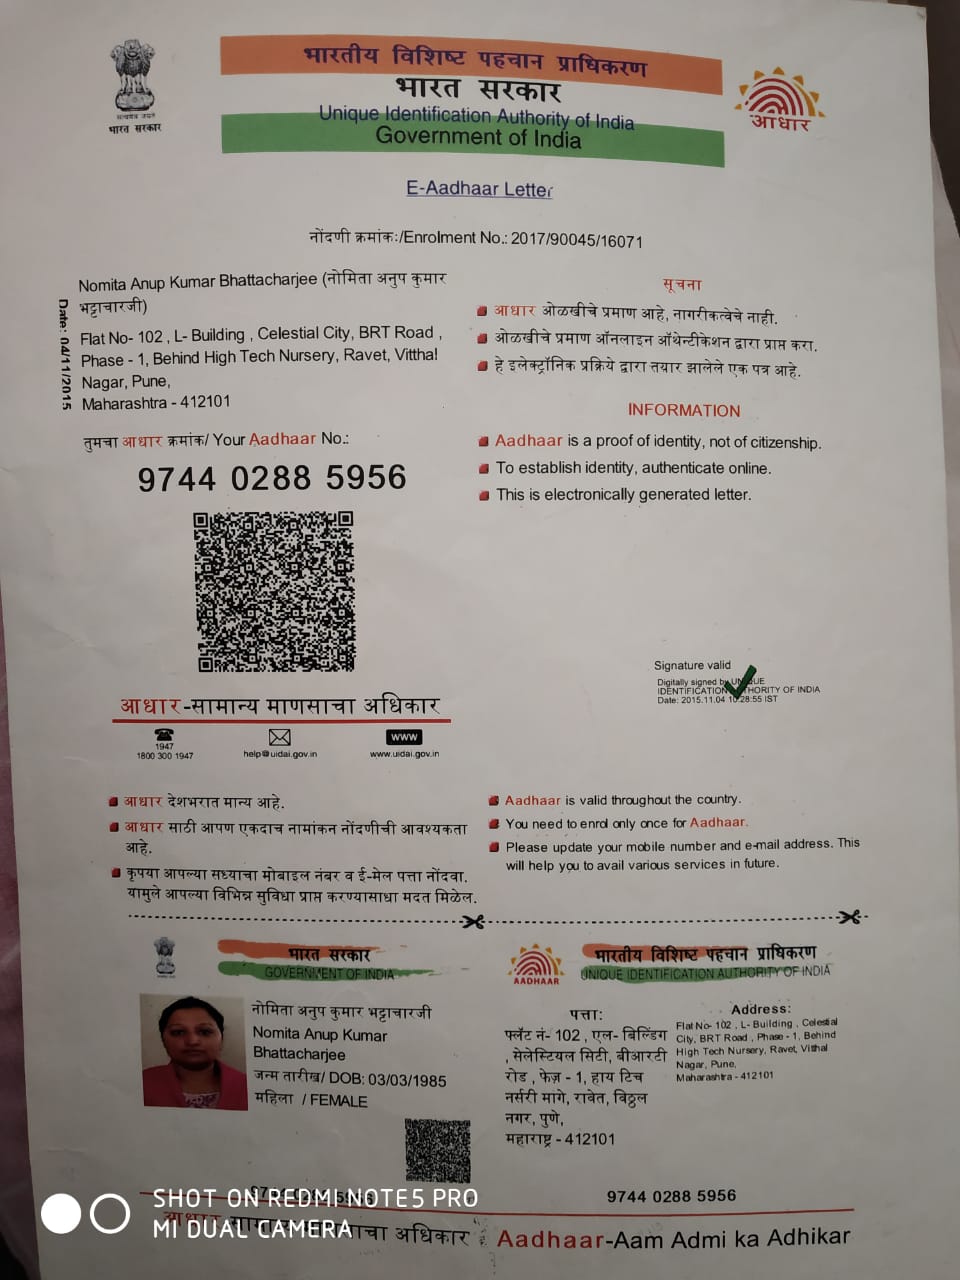 भारतीय विशिष्ट पहचान प्राधिकरण
भारत सरकार
Unique Identification Authority of India
Government of India
सत्यमेव जयते
भारत सरकार
आधार
E-Aadhaar Letter
नोंदणी क्रमांक:/Enrolment No.: 2017/90045/16071
Date: 04/11/2015
Nomita Anup Kumar Bhattacharjee (नोमिता अनुप कुमार
भट्टाचारजी)
Flat No- 102 , L- Building , Celestial City, BRT Road ,
Phase - 1, Behind High Tech Nursery, Ravet, Vitthal
Nagar, Pune,
Maharashtra - 412101
तुमचा आधार क्रमांक/ Your Aadhaar No.:
9744 0288 5956
सूचना
आधार ओळखीचे प्रमाण आहे, नागरीकत्वेचे नाही.
ओळखीचे प्रमाण ऑनलाइन ऑथेन्टीकेशन द्वारा प्राप्त करा.
हे इलेक्ट्रॉनिक प्रक्रिये द्वारा तयार झालेले एक पत्र आहे.
INFORMATION
Aadhaar is a proof of identity, not of citizenship.
To establish identity, authenticate online.
This is electronically generated letter.
Signature valid
Digitally signed by UNIQUE
IDENTIFICATION AUTHORITY OF INDIA
Date: 2015.11.04 10:28:55 IST
आधार-सामान्य माणसाचा अधिकार
1947
1800 300 1947
help@uidai.gov.in
www
www.uidai.gov.in
आधार देशभरात मान्य आहे.
आधार साठी आपण एकदाच नामांकन नोंदणीची आवश्यकता
आहे.
कृपया आपल्या सध्याचा मोबाइल नंबर व ई-मेल पत्ता नोंदवा.
यामुले आपल्या विभिन्न सुविधा प्राप्त करण्यासाधा मदत मिळेल.
Aadhaar is valid throughout the country.
You need to enrol only once for Aadhaar.
Please update your mobile number and e-mail address. This
will help you to avail various services in future.
भारत सरकार
GOVERNMENT OF INDIA
नोमिता अनुप कुमार भट्टाचारजी
Nomita Anup Kumar
Bhattacharjee
जन्म तारीख/ DOB: 03/03/1985
महिला / FEMALE
9744 0288 5956
आधार-सामान्य माणसाचा अधिकार
भारतीय विशिष्ट पहचान प्राधिकरण
UNIQUE IDENTIFICATION AUTHORITY OF INDIA
AADHAAR
पत्ता:
फ्लॅट नं- 102 , एल- बिल्डिंग
, सेलेस्टियल सिटी, बीआरटी
रोड , फेज़ - 1, हाय टिच
नर्सरी मागे, रावेत, विठ्ठल
नगर, पुणे,
महाराष्ट्र - 412101
Address:
Flat No- 102 , L- Building , Celestial
City, BRT Road , Phase - 1, Behind
High Tech Nursery, Ravet, Vitthal
Nagar, Pune,
Maharashtra - 412101
9744 0288 5956
Aadhaar-Aam Admi ka Adhikar
SHOT ON REDMI NOTE5 PRO
MI DUAL CAMERA